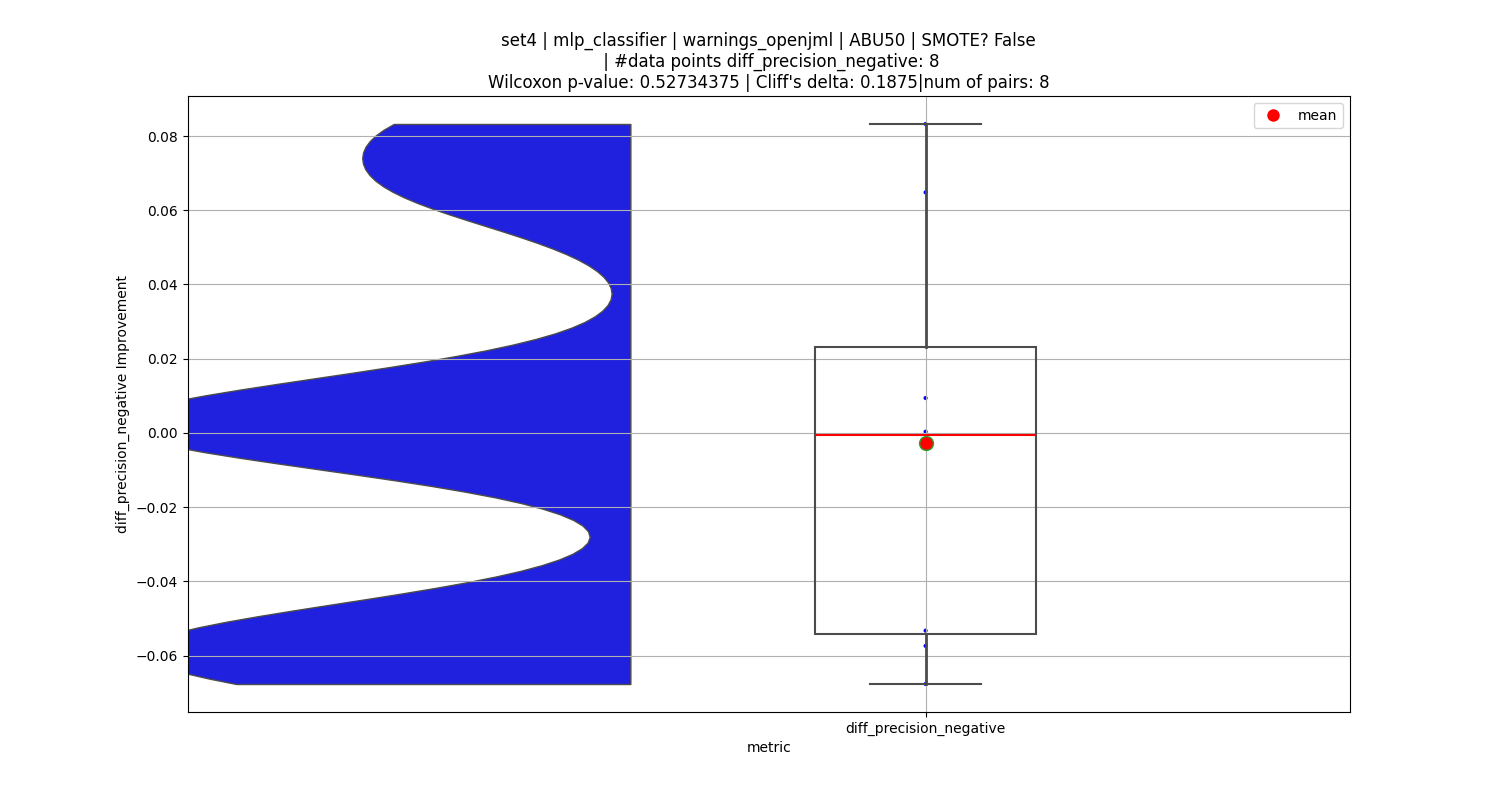 set4 | mlp_classifier | warnings_openjml | ABU50 | SMOTE? False
| #data points diff_precision_negative: 8
Wilcoxon p-value: 0.52734375 | Cliff's delta: 0.1875|num of pairs: 8
mean
0.08
0.06
0.04
0.02
0.00
−0.02
−0.04
−0.06
diff_precision_negative Improvement
diff_precision_negative
metric